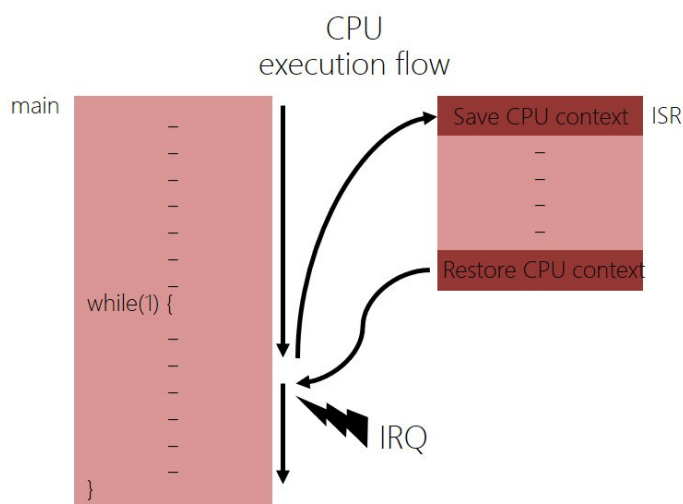 CPU
execution flow
main
Save CPU context
ISR
–
–
–
–
–
–
–
while(1) {
–
–
–
–
–
–
}
–
–
–
–
Restore CPU context
IRQ